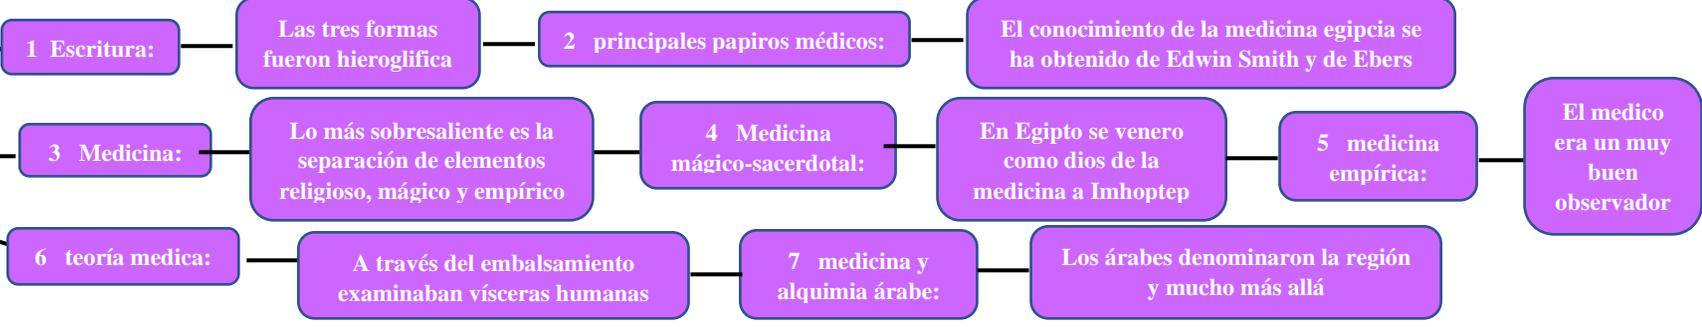 1 Escritura:
Las tres formas
fueron hieroglifica
2 principales papiros médicos:
El conocimiento de la medicina egipcia se
ha obtenido de Edwin Smith y de Ebers
3 Medicina:
Lo más sobresaliente es la
separación de elementos
religioso, mágico y empírico
4 Medicina
mágico-sacerdotal:
En Egipto se venero
como dios de la
medicina a Imhoptep
5 medicina
empírica:
El medico
era un muy
buen
observador
6 teoría medica:
A través del embalsamiento
examinaban vísceras humanas
7 medicina y
alquimia árabe:
Los árabes denominaron la región
y mucho más allá